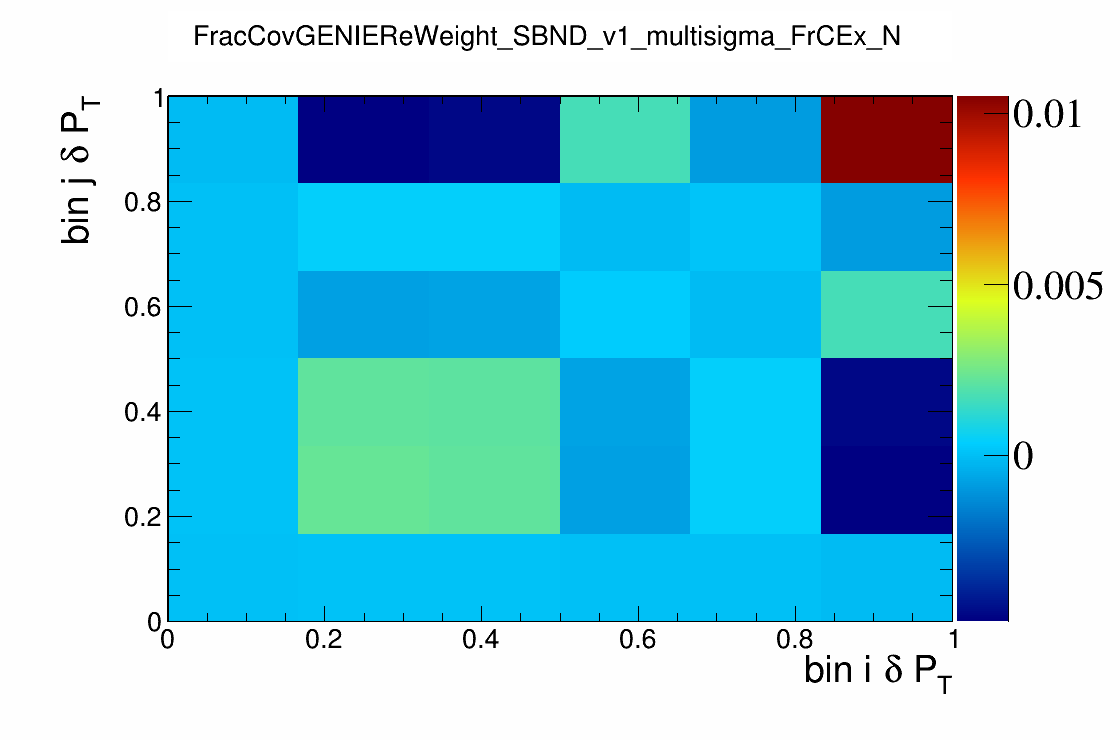 FracCovGENIEReWeight_SBND_v1_multisigma_FrCEx_N
bin j δ P_T
1
0.8
0.6
0.4
0.2
0
0 0.2 0.4 0.6 0.8 1
bin i δ P_T
0.01
0.005
0